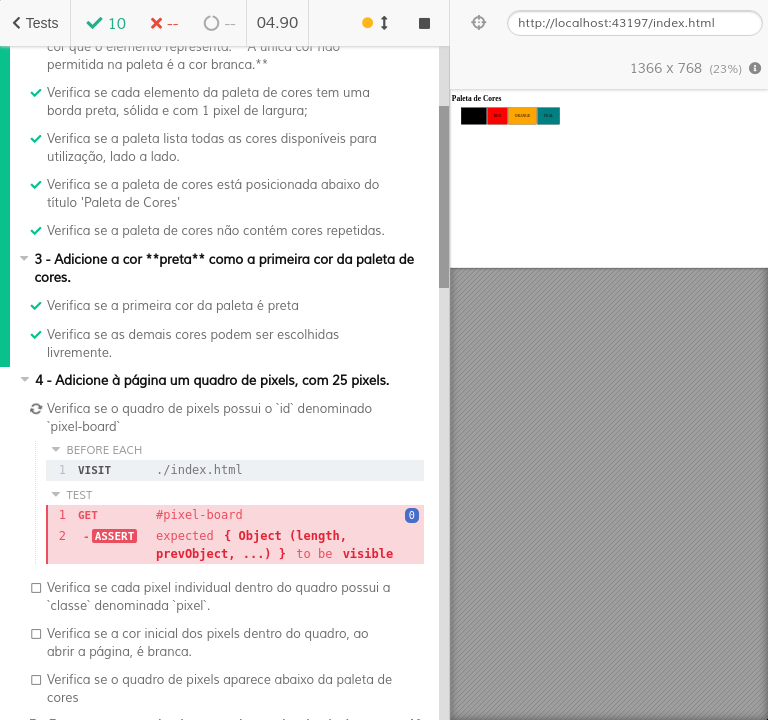 Tests 10 -- -- 04.90
http://localhost:43197/index.html
1366 x 768 (23%)
cor que o elemento representa. **A única cor não
permitida na paleta é a cor branca.**
Verifica se cada elemento da paleta de cores tem uma
borda preta, sólida e com 1 pixel de largura;
Verifica se a paleta lista todas as cores disponíveis para
utilização, lado a lado.
Verifica se a paleta de cores está posicionada abaixo do
título 'Paleta de Cores'
Verifica se a paleta de cores não contém cores repetidas.
3 - Adicione a cor **preta** como a primeira cor da paleta de
cores.
Verifica se a primeira cor da paleta é preta
Verifica se as demais cores podem ser escolhidas
livremente.
4 - Adicione à página um quadro de pixels, com 25 pixels.
Verifica se o quadro de pixels possui o `id` denominado
`pixel-board`
BEFORE EACH
1 VISIT ./index.html
TEST
1 GET #pixel-board 0
2 -ASSERT expected { Object (length,
prevObject, ...) } to be visible
Verifica se cada pixel individual dentro do quadro possui a
`classe` denominada `pixel`.
Verifica se a cor inicial dos pixels dentro do quadro, ao
abrir a página, é branca.
Verifica se o quadro de pixels aparece abaixo da paleta de
cores
Paleta de Cores